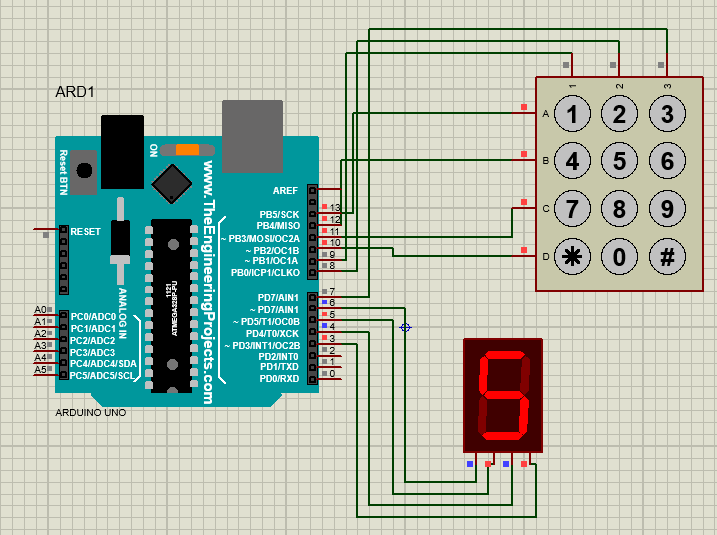 ARD1
ON
Reset BTN
www.TheEngineeringProjects.com
1121
ATMEGA328P-PU
ANALOG IN
RESET
A0 PC0/ADC0
A1 PC1/ADC1
A2 PC2/ADC2
A3 PC3/ADC3
A4 PC4/ADC4/SDA
A5 PC5/ADC5/SCL
ARDUINO UNO
AREF
PB5/SCK 13
PB4/MISO 12
~ PB3/MOSI/OC2A 11
~ PB2/OC1B 10
~ PB1/OC1A 9
PB0/ICP1/CLKO 8
PD7/AIN1 7
~ PD7/AIN1 6
~ PD5/T1/OC0B 5
PD4/T0/XCK 4
~ PD3/INT1/OC2B 3
PD2/INT0 2
PD1/TXD 1
PD0/RXD 0
1 2 3
A 1 2 3
B 4 5 6
C 7 8 9
D * 0 #
5